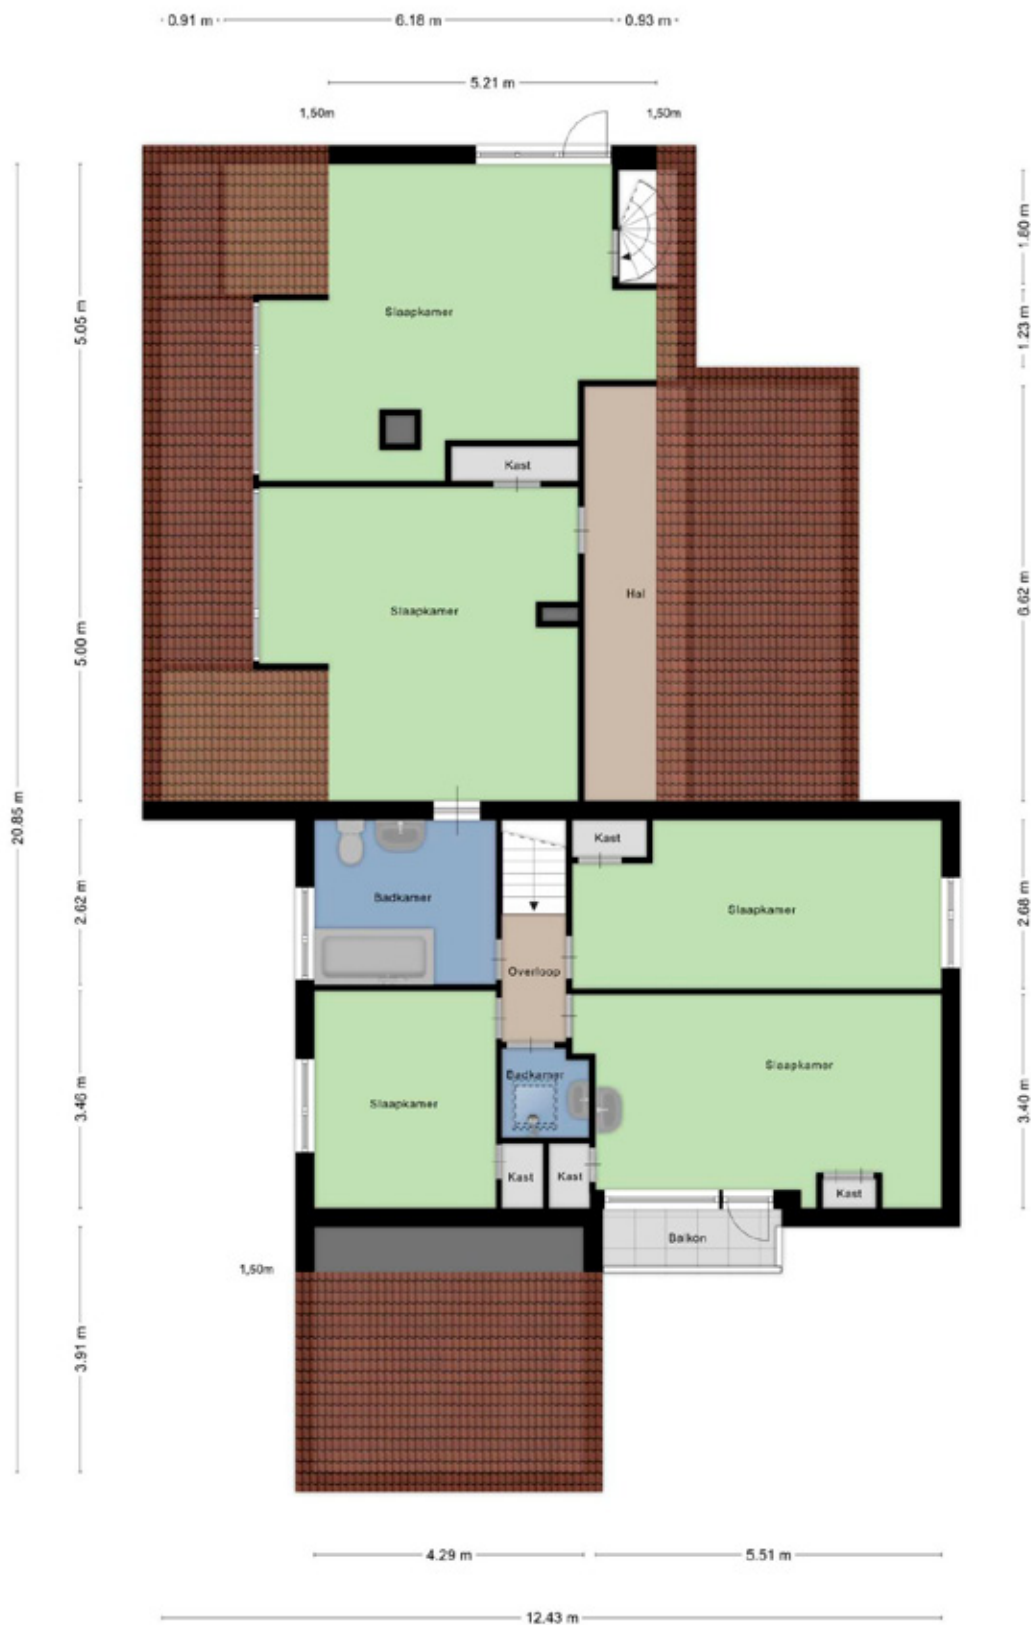 0.91 m
6.18 m
0.93 m
5.21 m
1,50m
1,50m
1.80 m
5.05 m
Slaapkamer
1.23 m
Kast
Slaapkamer
Hal
6.62 m
5.00 m
20.85 m
Kast
2.62 m
Badkamer
Slaapkamer
2.68 m
Overloop
Slaapkamer
Badkamer
3.46 m
Slaapkamer
3.40 m
Kast
Kast
Kast
Balkon
1,50m
3.91 m
4.29 m
5.51 m
12.43 m